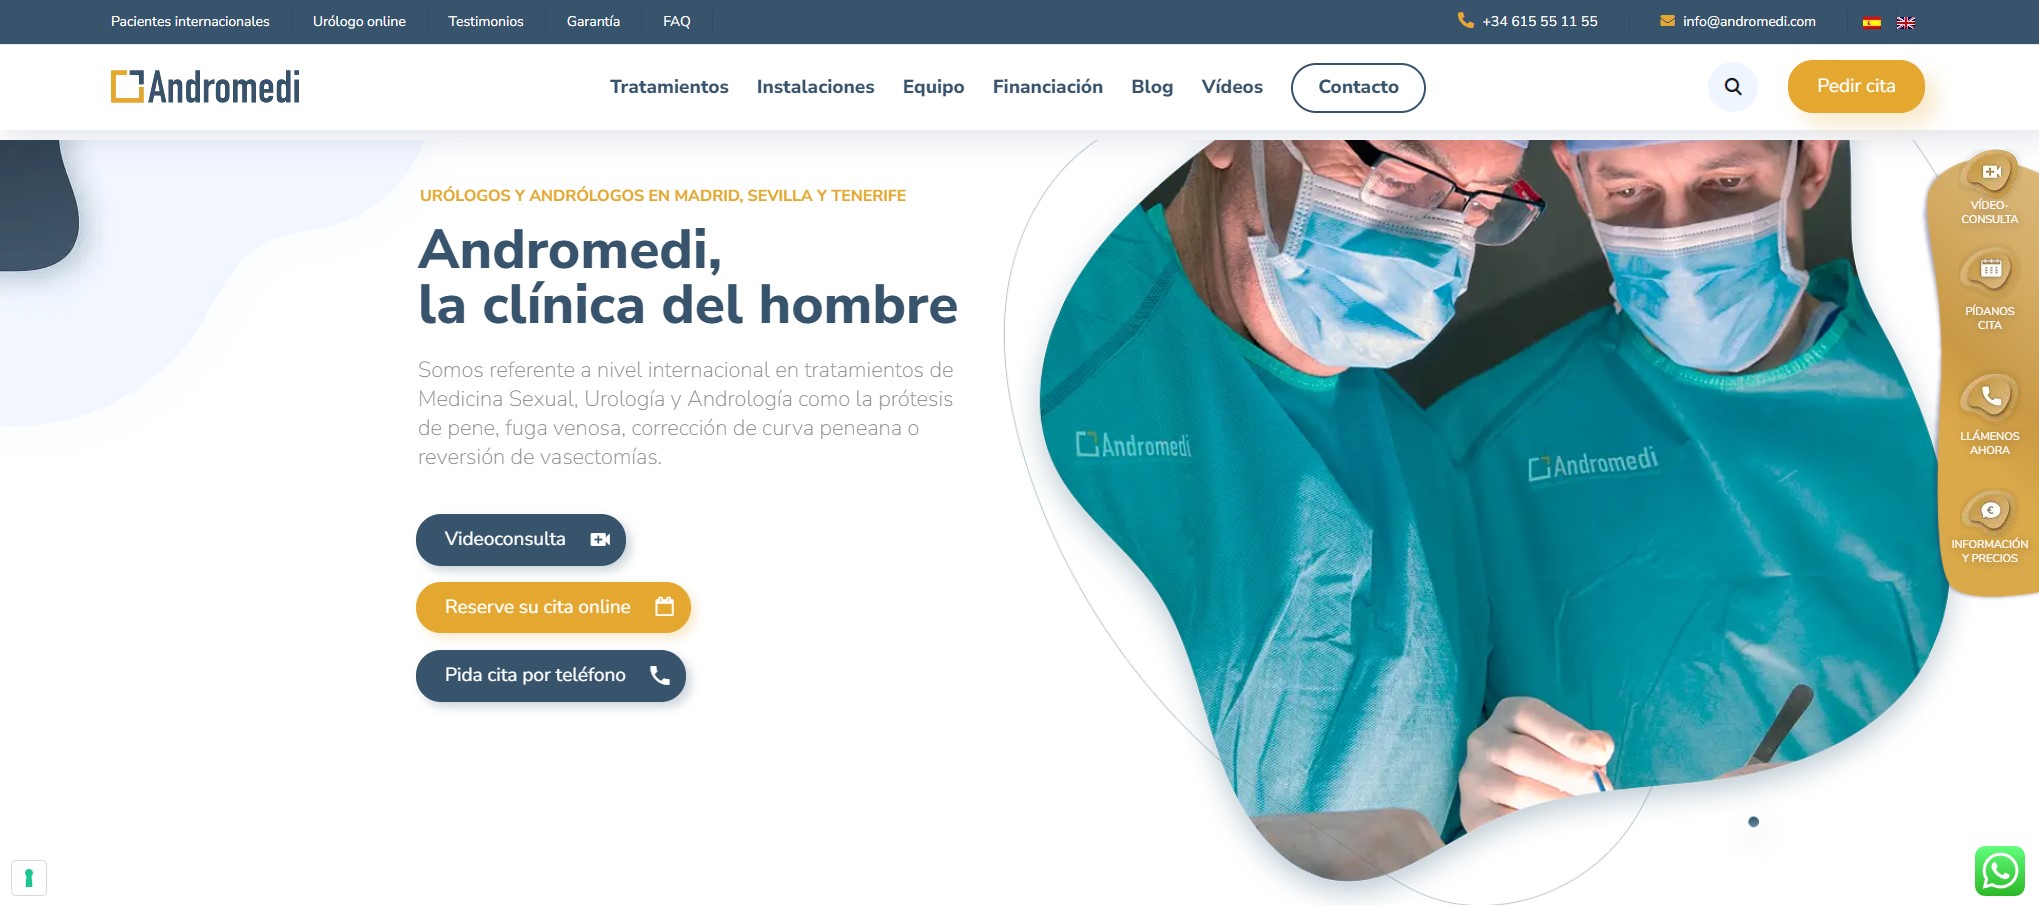 Pacientes internacionales
Urólogo online
Testimonios
Garantía
FAQ
+34 615 55 11 55
info@andromedi.com
Andromedi
Tratamientos
Instalaciones
Equipo
Financiación
Blog
Vídeos
Contacto
Pedir cita
URÓLOGOS Y ANDRÓLOGOS EN MADRID, SEVILLA Y TENERIFE
Andromedi,
la clínica del hombre
Somos referente a nivel internacional en tratamientos de
Medicina Sexual, Urología y Andrología como la prótesis
de pene, fuga venosa, corrección de curva peneana o
reversión de vasectomías.
Videoconsulta
Reserve su cita online
Pida cita por teléfono
Andromedi
Andromedi
VÍDEO-
CONSULTA
PÍDANOS
CITA
LLÁMENOS
AHORA
€
INFORMACIÓN
Y PRECIOS